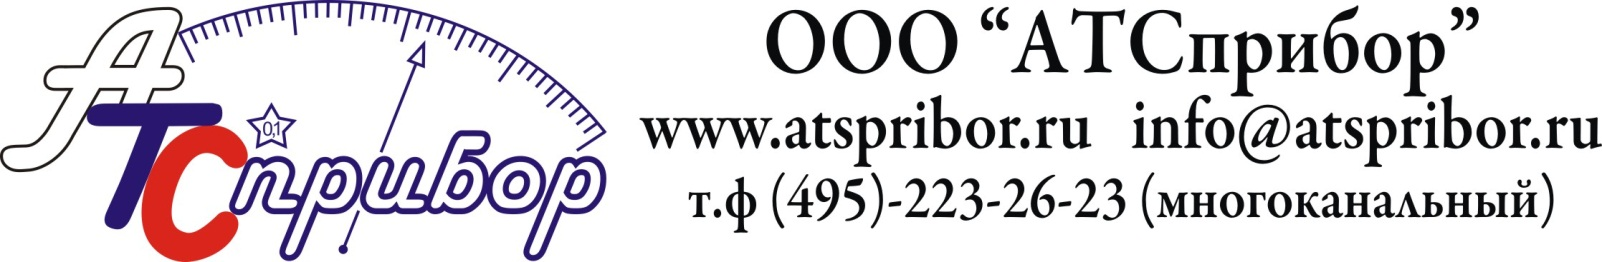 АТСприбор
0,1
ООО “АТСприбор”
www.atspribor.ru info@atspribor.ru
т.ф (495)-223-26-23 (многоканальный)